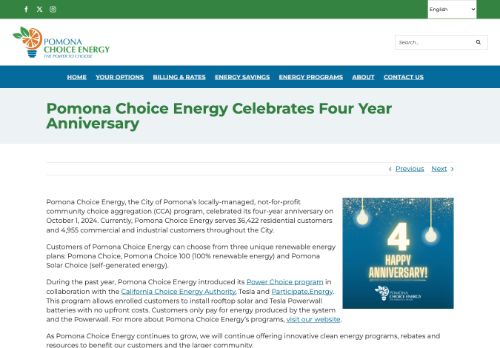 English
POMONA
CHOICE ENERGY
THE POWER TO CHOOSE
Search...
HOME YOUR OPTIONS BILLING & RATES ENERGY SAVINGS ENERGY PROGRAMS ABOUT CONTACT US
Pomona Choice Energy Celebrates Four Year
Anniversary
Previous Next
Pomona Choice Energy, the City of Pomona's locally-managed, not-for-profit
community choice aggregation (CCA) program, celebrated its four-year anniversary on
October 1, 2024. Currently, Pomona Choice Energy serves 36,422 residential customers
and 4,955 commercial and industrial customers throughout the City.
Customers of Pomona Choice Energy can choose from three unique renewable energy
plans: Pomona Choice, Pomona Choice 100 (100% renewable energy) and Pomona
Solar Choice (self-generated energy).
During the past year, Pomona Choice Energy introduced its Power Choice program in
collaboration with the California Choice Energy Authority, Tesla and Participate.Energy.
This program allows enrolled customers to install rooftop solar and Tesla Powerwall
batteries with no upfront costs. Customers only pay for energy produced by the system
and the Powerwall. For more about Pomona Choice Energy's programs, visit our website.
As Pomona Choice Energy continues to grow, we will continue offering innovative clean energy programs, rebates and
resources to benefit our customers and the larger community.
4
HAPPY
ANNIVERSARY!
POMONA
CHOICE ENERGY